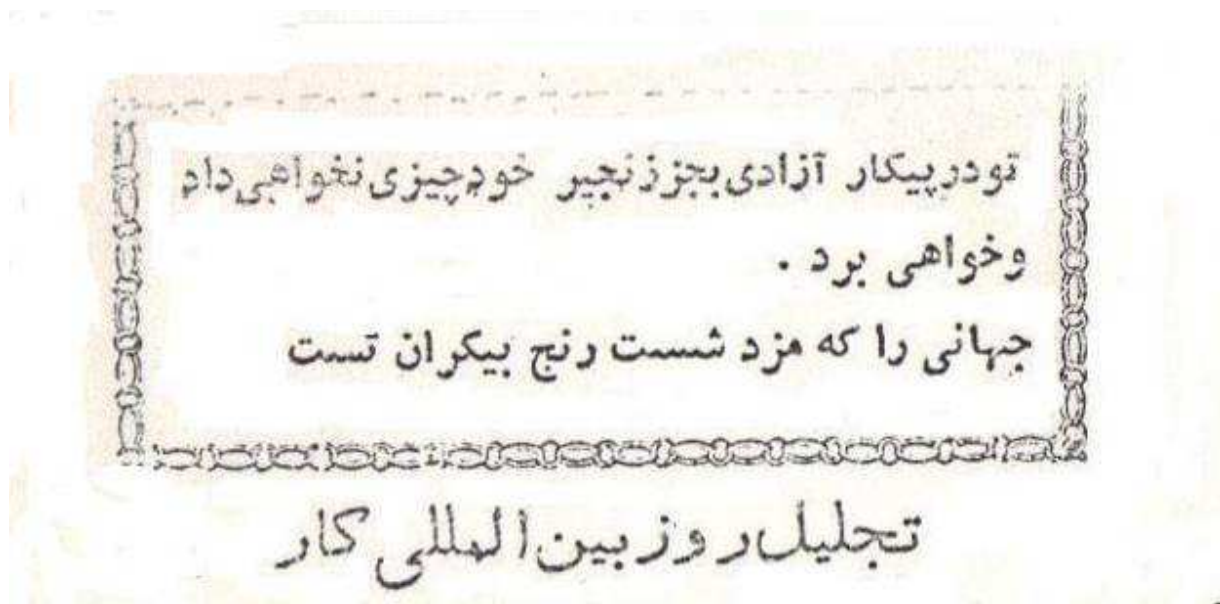 تو در پیکار آزادی بجز زنجیر خود چیزی نخواهی داد
وخواهی برد .
جهانی را که مزد شست رنج بیکران تست
تجلیل روز بین المللی کار